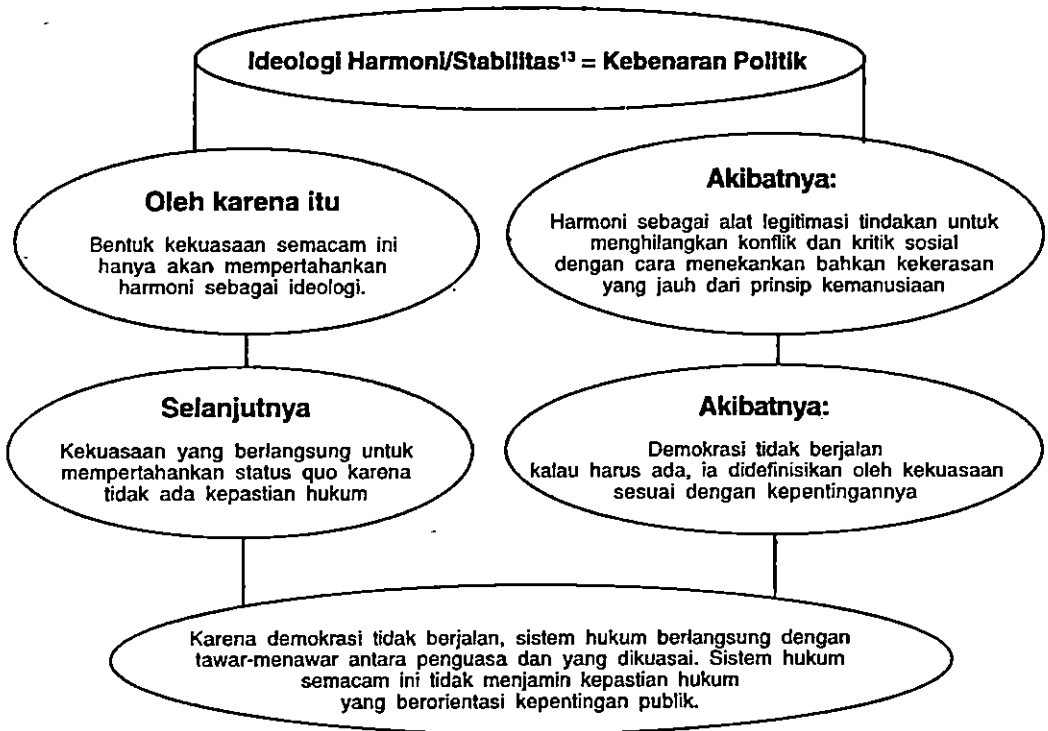 Ideologi Harmoni/Stabilitas¹³ = Kebenaran Politik
Oleh karena itu
Bentuk kekuasaan semacam ini
hanya akan mempertahankan
harmoni sebagai ideologi.
Akibatnya:
Harmoni sebagai alat legitimasi tindakan untuk
menghilangkan konflik dan kritik sosial
dengan cara menekankan bahkan kekerasan
yang jauh dari prinsip kemanusiaan
Selanjutnya
Kekuasaan yang berlangsung untuk
mempertahankan status quo karena
tidak ada kepastian hukum
Akibatnya:
Demokrasi tidak berjalan
kalau harus ada, ia didefinisikan oleh kekuasaan
sesuai dengan kepentingannya
Karena demokrasi tidak berjalan, sistem hukum berlangsung dengan
tawar-menawar antara penguasa dan yang dikuasai. Sistem hukum
semacam ini tidak menjamin kepastian hukum
yang berorientasi kepentingan publik.